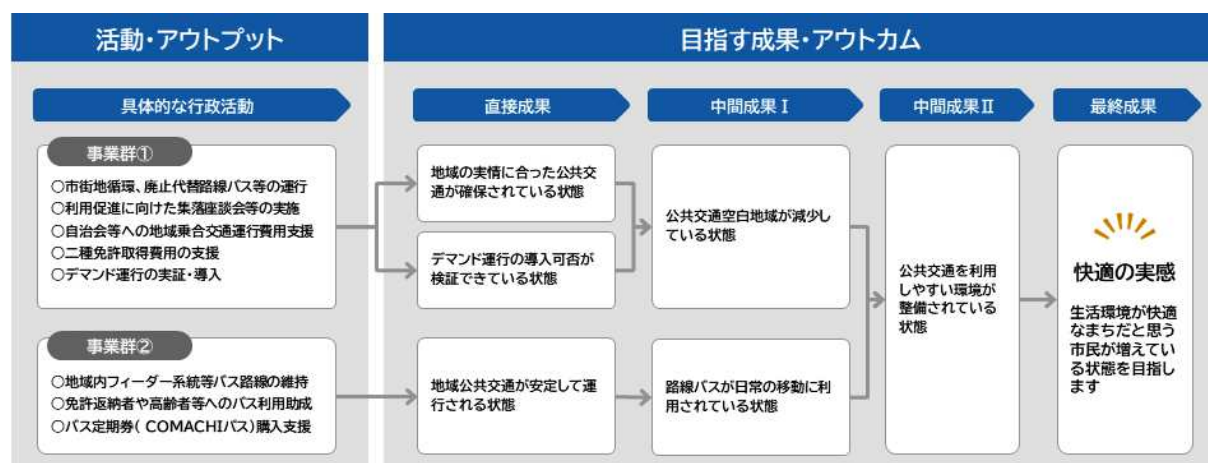 活動・アウトプット
目指す成果・アウトカム
具体的な行政活動
直接成果
中間成果Ⅰ
中間成果Ⅱ
最終成果
事業群①
○市街地循環、廃止代替路線バス等の運行
○利用促進に向けた集落座談会等の実施
○自治会等への地域乗合交通運行費用支援
○二種免許取得費用の支援
○デマンド運行の実証・導入
事業群②
○地域内フィーダー系統等バス路線の維持
○免許返納者や高齢者等へのバス利用助成
○バス定期券(COMACHIパス)購入支援
地域の実情に合った公共交
通が確保されている状態
デマンド運行の導入可否が
検証できている状態
地域公共交通が安定して運
行される状態
公共交通空白地域が減少し
ている状態
路線バスが日常の移動に利
用されている状態
公共交通を利用
しやすい環境が
整備されている
状態
快適の実感
生活環境が快適
なまちだと思う
市民が増えてい
る状態を目指し
ます